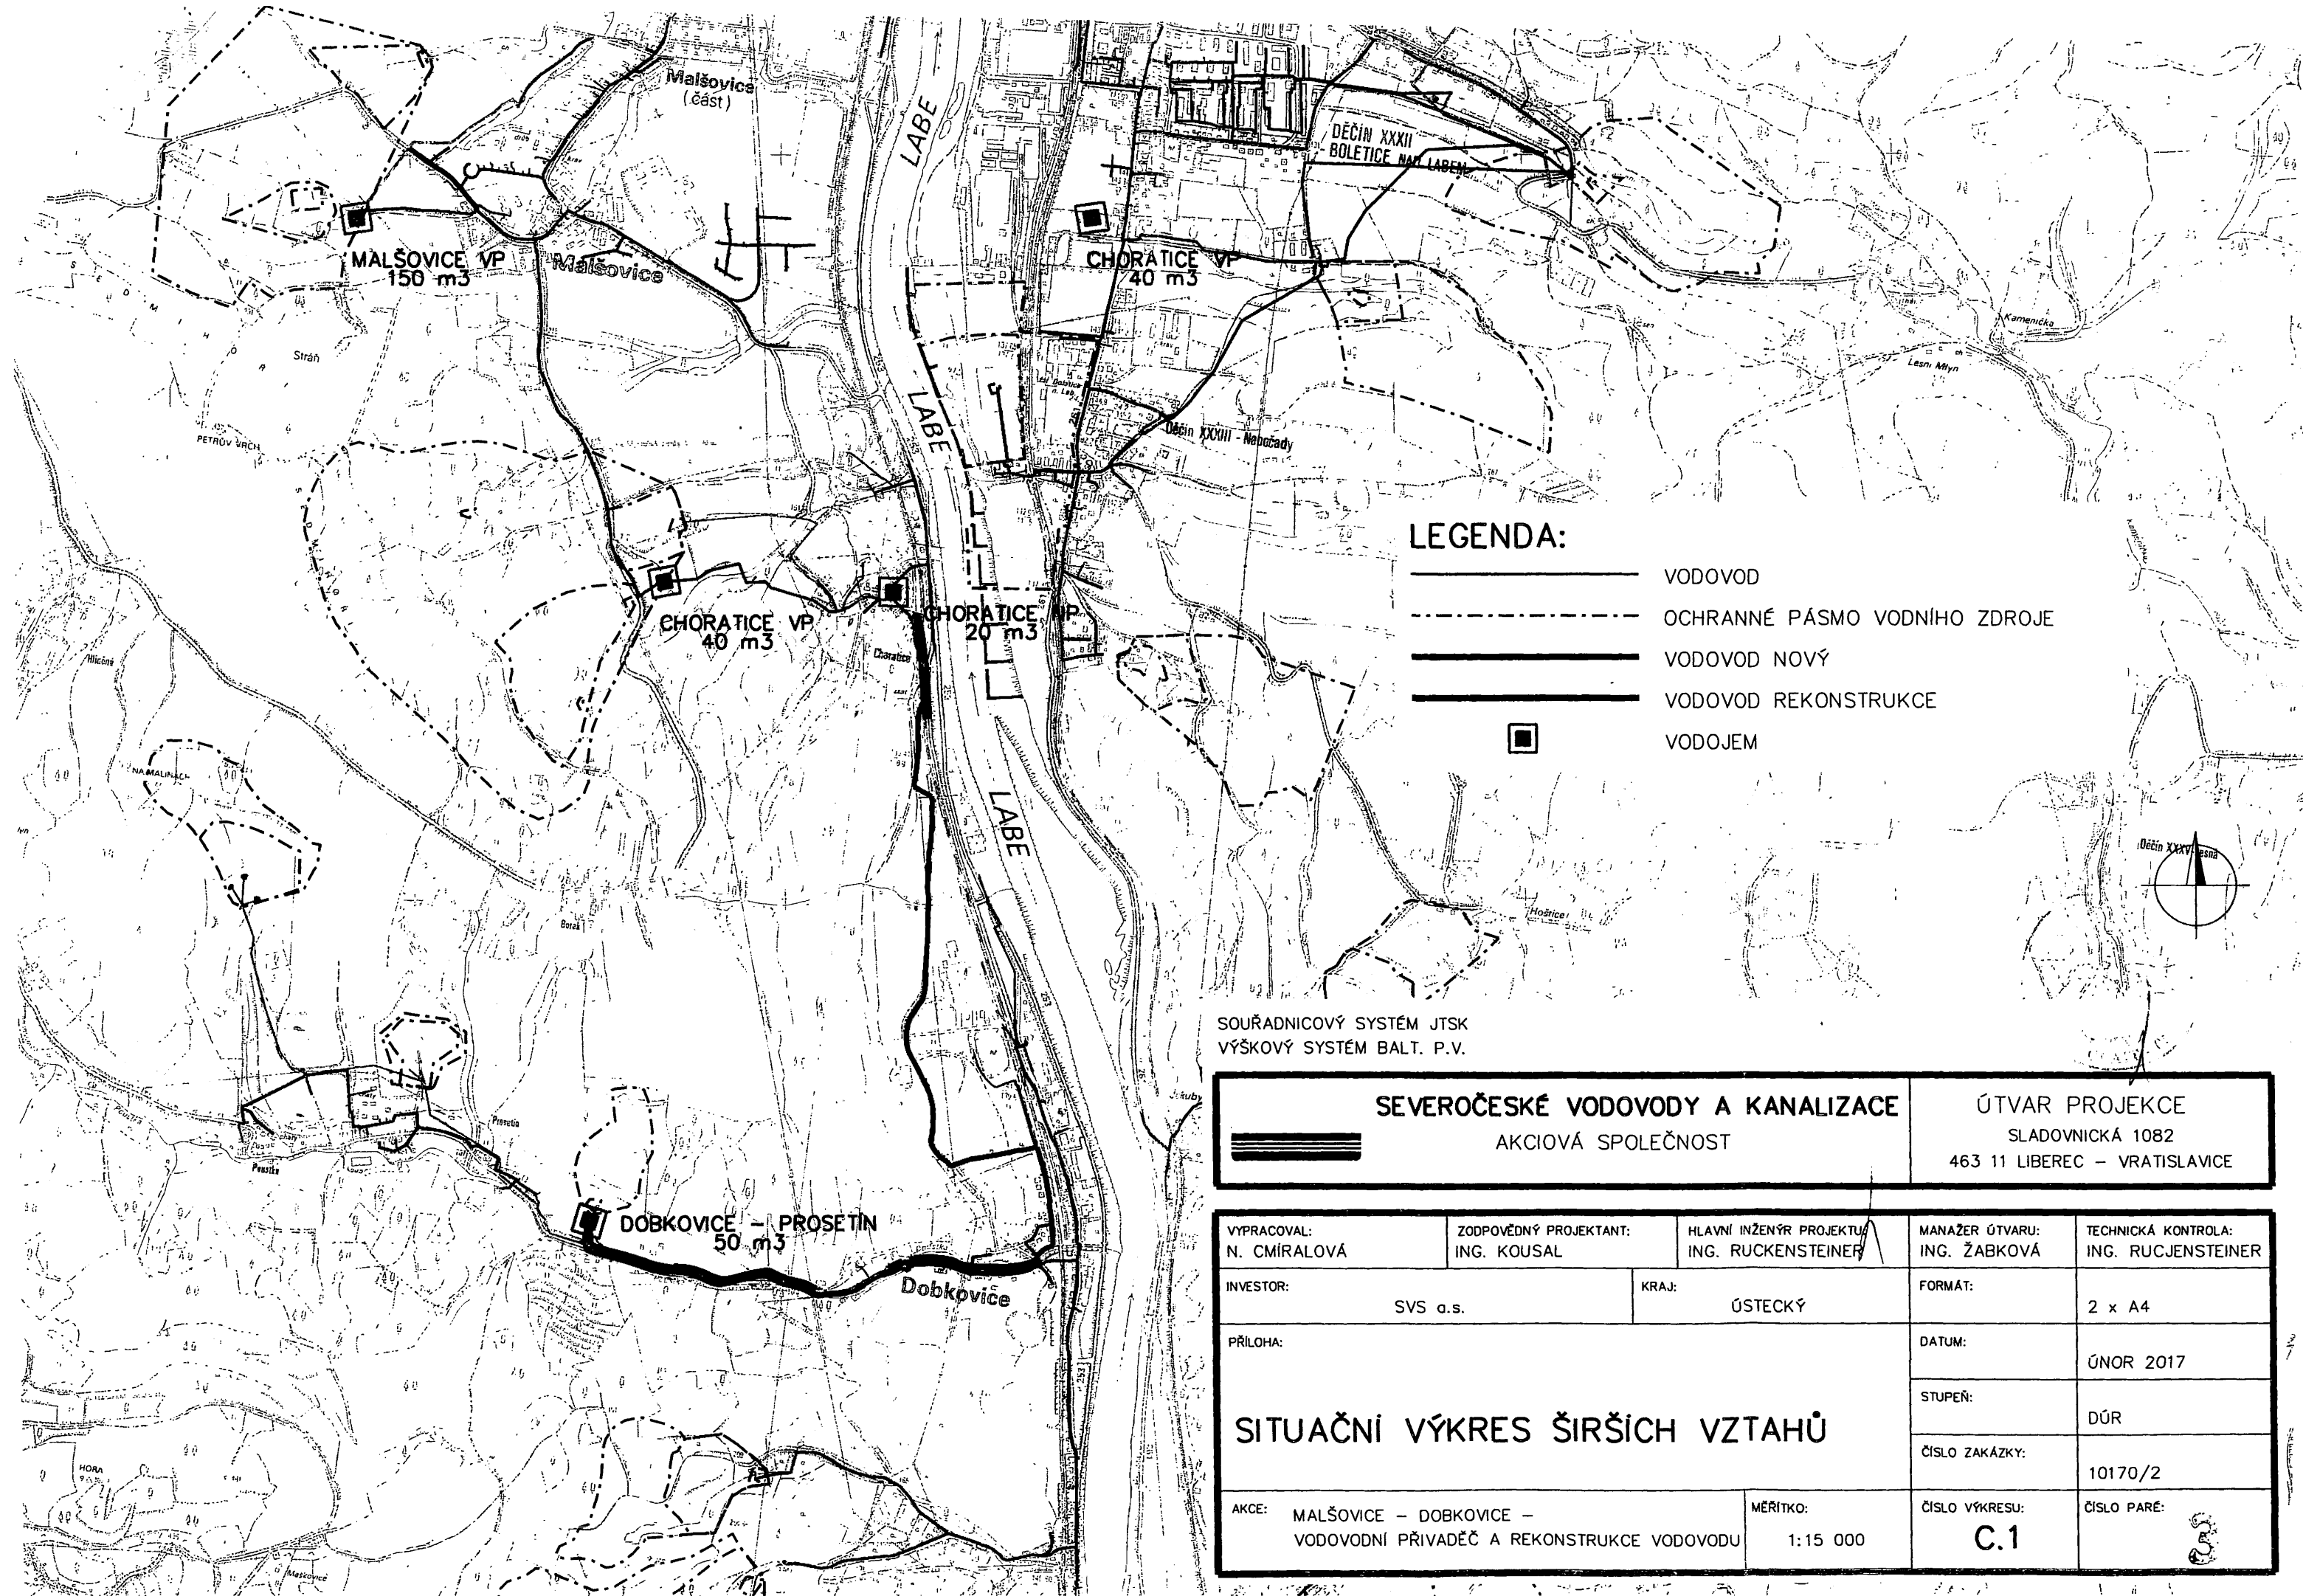 Malšovice
(část)
LABE
DĚČÍN XXXII
BOLETICE NAD LABEM
MALŠOVICE VP
150 m3
Malšovice
CHORATICE VP
40 m3
Stráň
Kamenička
Lesní Mlýn
PETRŮV VRCH
LABE
Děčín XXXIII - Nebočady
LEGENDA:
VODOVOD
OCHRANNÉ PÁSMO VODNÍHO ZDROJE
VODOVOD NOVÝ
VODOVOD REKONSTRUKCE
VODOJEM
CHORATICE VP
40 m3
CHORATICE NP
20 m3
Choratice
NA MALINÁCH
LABE
Borek
Hoštice
SOUŘADNICOVÝ SYSTÉM JTSK
VÝŠKOVÝ SYSTÉM BALT. P.V.
SEVEROČESKÉ VODOVODY A KANALIZACE
AKCIOVÁ SPOLEČNOST
ÚTVAR PROJEKCE
SLADOVNICKÁ 1082
463 11 LIBEREC – VRATISLAVICE
Prosetín
Poustka
DOBKOVICE – PROSETÍN
50 m3
Dobkovice
VYPRACOVAL:
N. CMÍRALOVÁ
ZODPOVĚDNÝ PROJEKTANT:
ING. KOUSAL
HLAVNÍ INŽENÝR PROJEKTU:
ING. RUCKENSTEINER
MANAŽER ÚTVARU:
ING. ŽABKOVÁ
TECHNICKÁ KONTROLA:
ING. RUCJENSTEINER
INVESTOR:
SVS a.s.
KRAJ:
ÚSTECKÝ
FORMÁT:
2 x A4
PŘÍLOHA:
SITUAČNÍ VÝKRES ŠIRŠÍCH VZTAHŮ
DATUM:
ÚNOR 2017
STUPEŇ:
DÚR
ČÍSLO ZAKÁZKY:
10170/2
AKCE: MALŠOVICE – DOBKOVICE –
VODOVODNÍ PŘIVADĚČ A REKONSTRUKCE VODOVODU
MĚŘÍTKO:
1:15 000
ČÍSLO VÝKRESU:
C.1
ČÍSLO PARÉ:
3
HORA